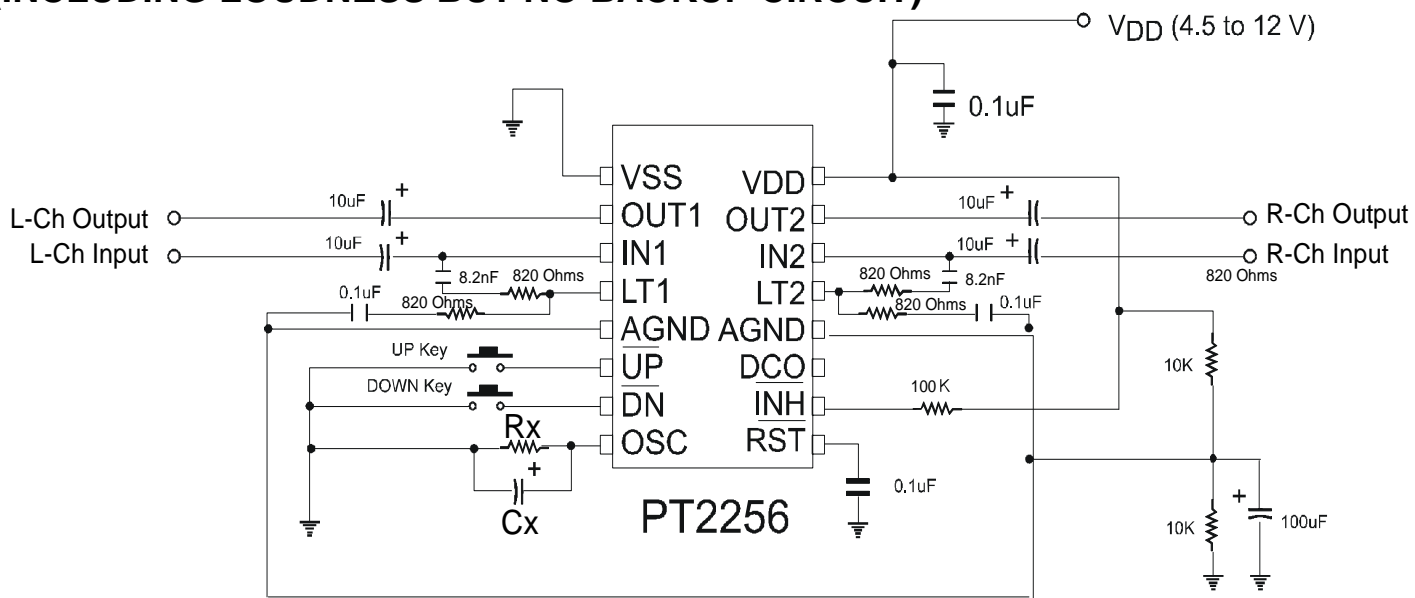 (INCLUDING LOUDNESS BUT NO BACKUP CIRCUIT)
VDD (4.5 to 12 V)
0.1uF
VSS
VDD
10uF +
OUT1
OUT2
10uF +
L-Ch Output
R-Ch Output
10uF +
IN1
IN2
10uF +
L-Ch Input
R-Ch Input
8.2nF
820 Ohms
LT1
LT2
820 Ohms
8.2nF
820 Ohms
0.1uF
820 Ohms
820 Ohms
0.1uF
AGND
AGND
UP Key
UP
DCO
10K
DOWN Key
DN
INH
100K
Rx
OSC
RST
+
Cx
0.1uF
PT2256
10K
+
100uF